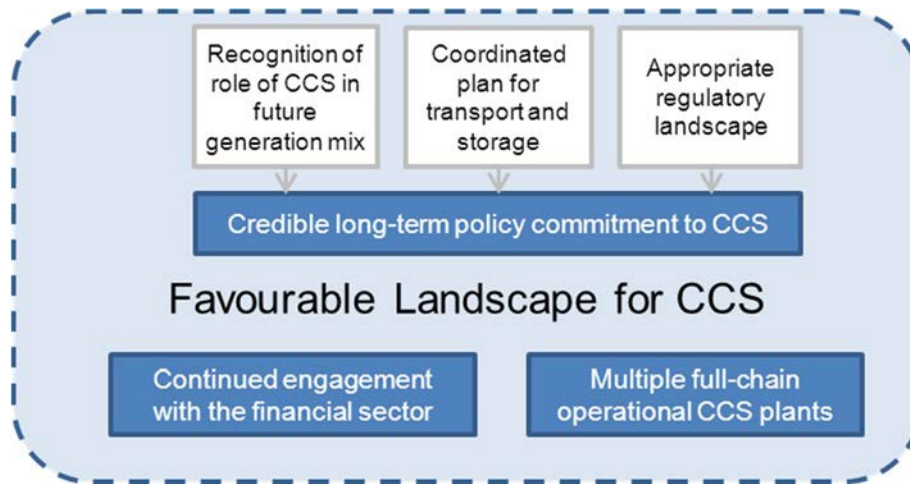 Recognition of
role of CCS in
future
generation mix
Coordinated
plan for
transport and
storage
Appropriate
regulatory
landscape
Credible long-term policy commitment to CCS
Favourable Landscape for CCS
Continued engagement
with the financial sector
Multiple full-chain
operational CCS plants